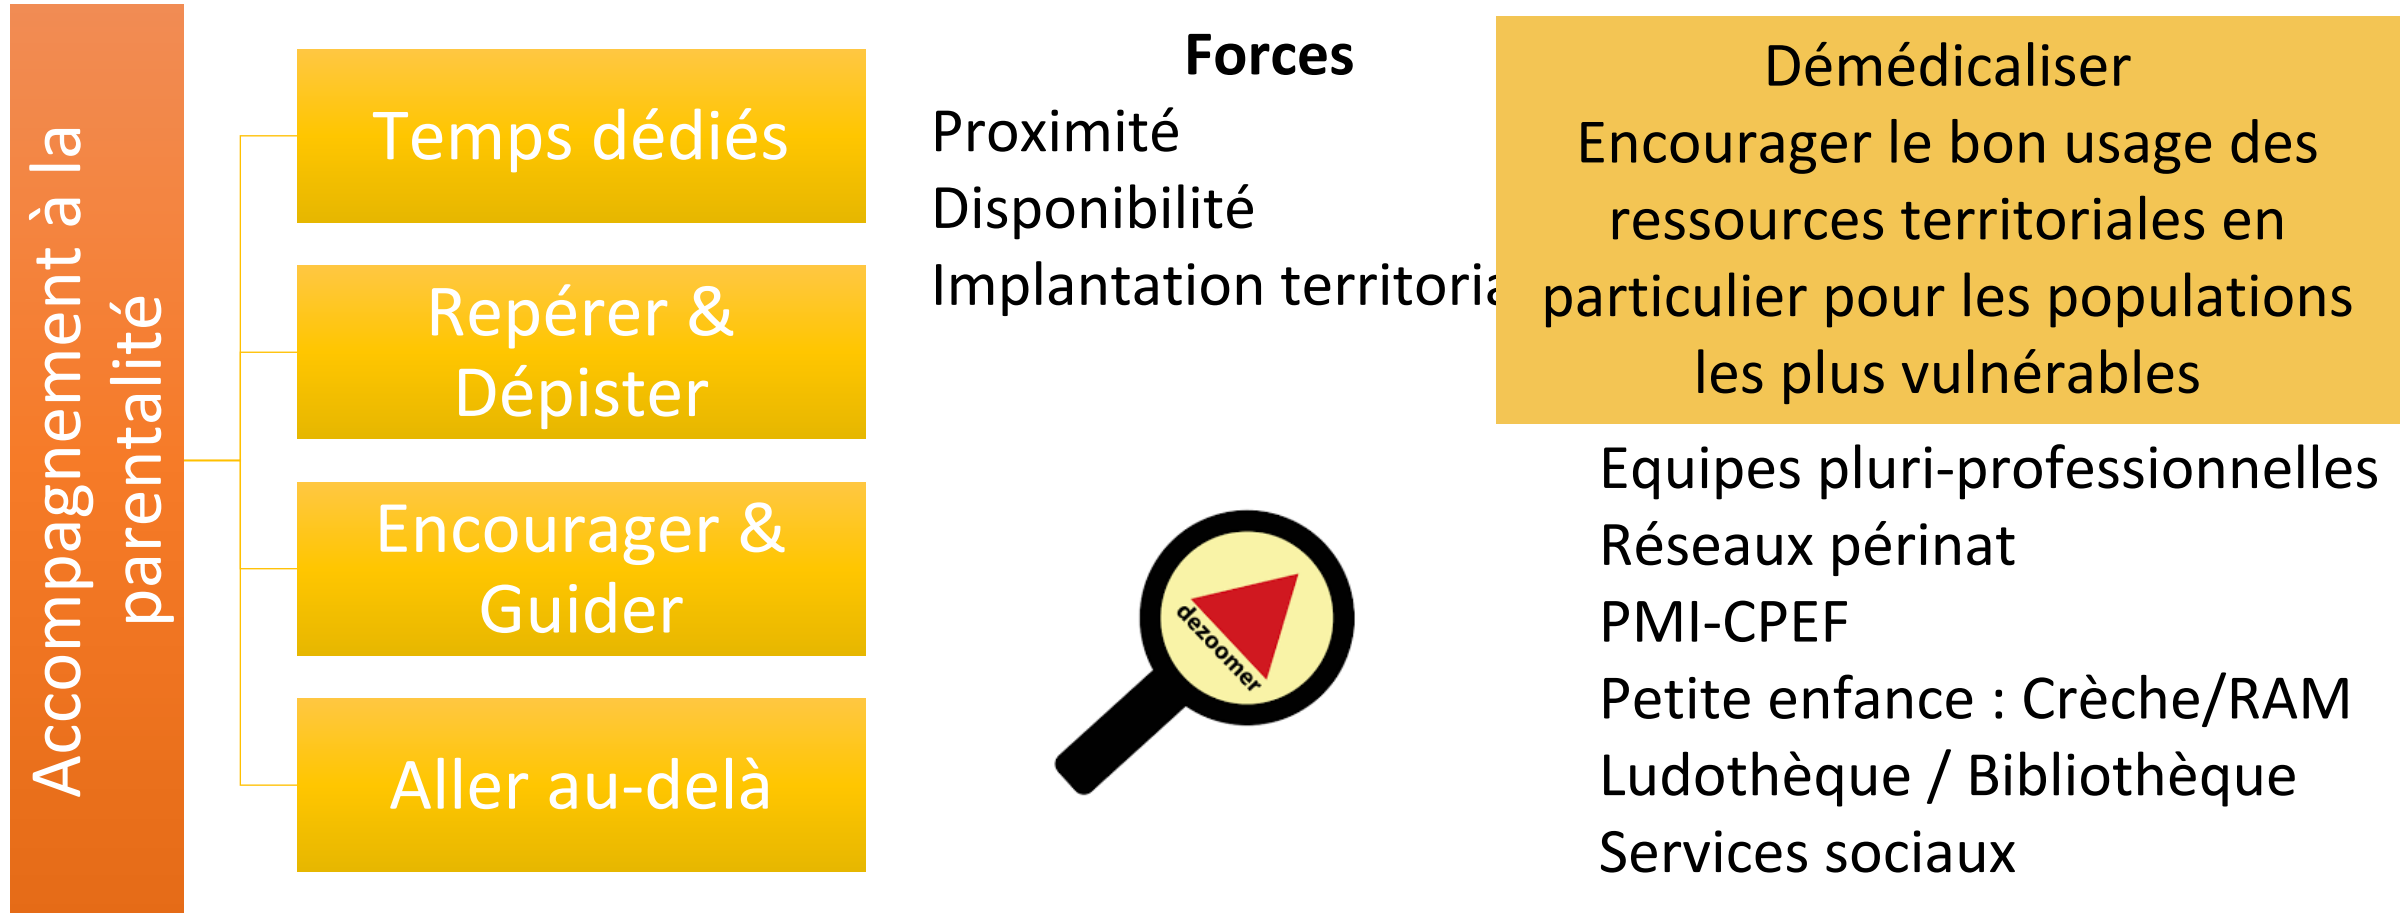 Accompagnement à la
parentalité
Temps dédiés
Repérer &
Dépister
Encourager &
Guider
Aller au-delà
Forces
Proximité
Disponibilité
Implantation
dezoomer
Démédicaliser
Encourager le bon usage des
ressources territoriales en
particulier pour les populations
les plus vulnérables
Equipes pluri-professionnelles
Réseaux périnat
PMI-CPEF
Petite enfance : Crèche/RAM
Ludothèque / Bibliothèque
Services sociaux